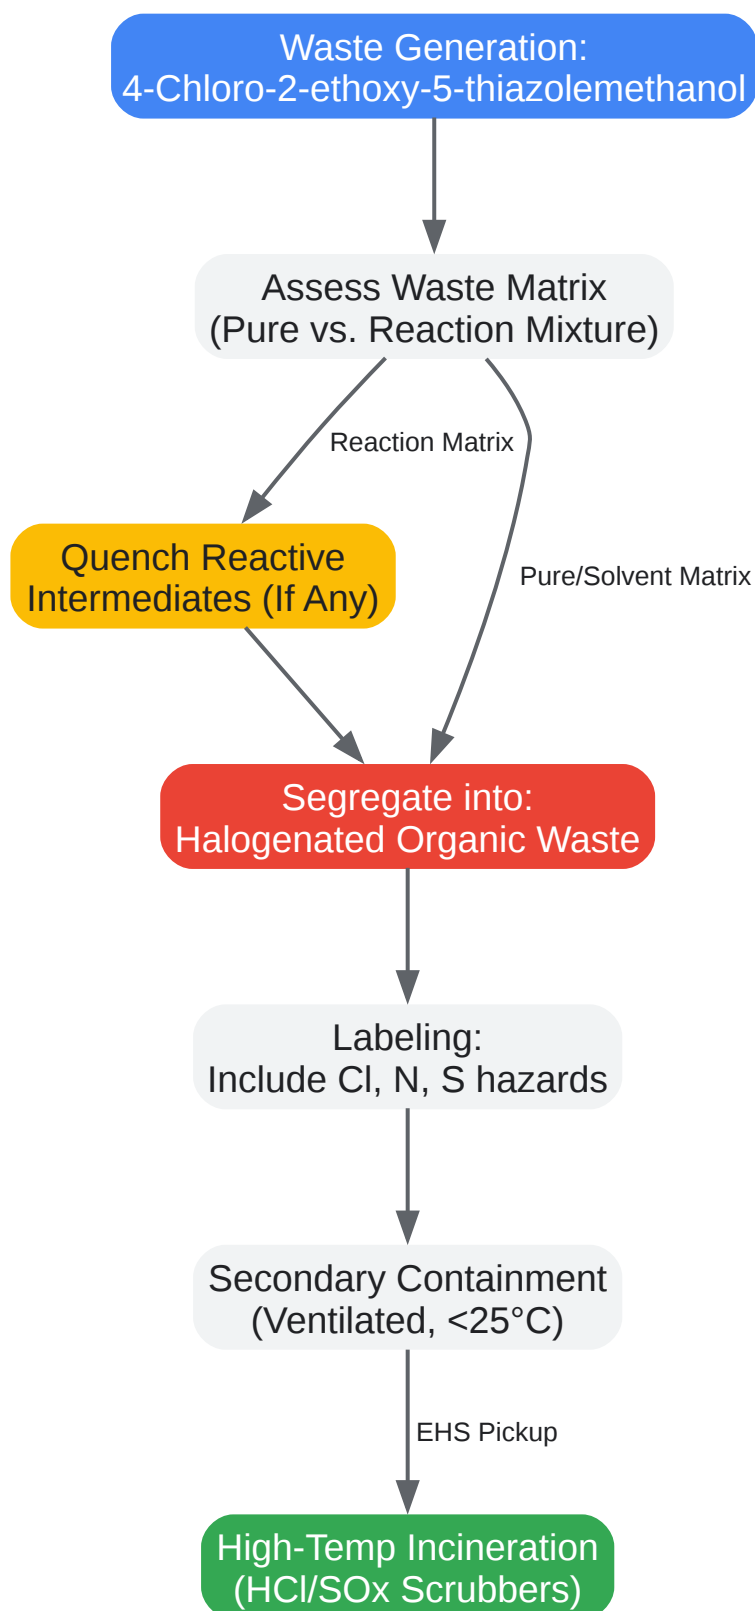 Waste Generation:
4-Chloro-2-ethoxy-5-thiazolemethanol
Assess Waste Matrix
(Pure vs. Reaction Mixture)
Reaction Matrix
Quench Reactive
Intermediates (If Any)
Pure/Solvent Matrix
Segregate into:
Halogenated Organic Waste
Labeling:
Include Cl, N, S hazards
Secondary Containment
(Ventilated, <25°C)
EHS Pickup
High-Temp Incineration
(HCl/SOx Scrubbers)